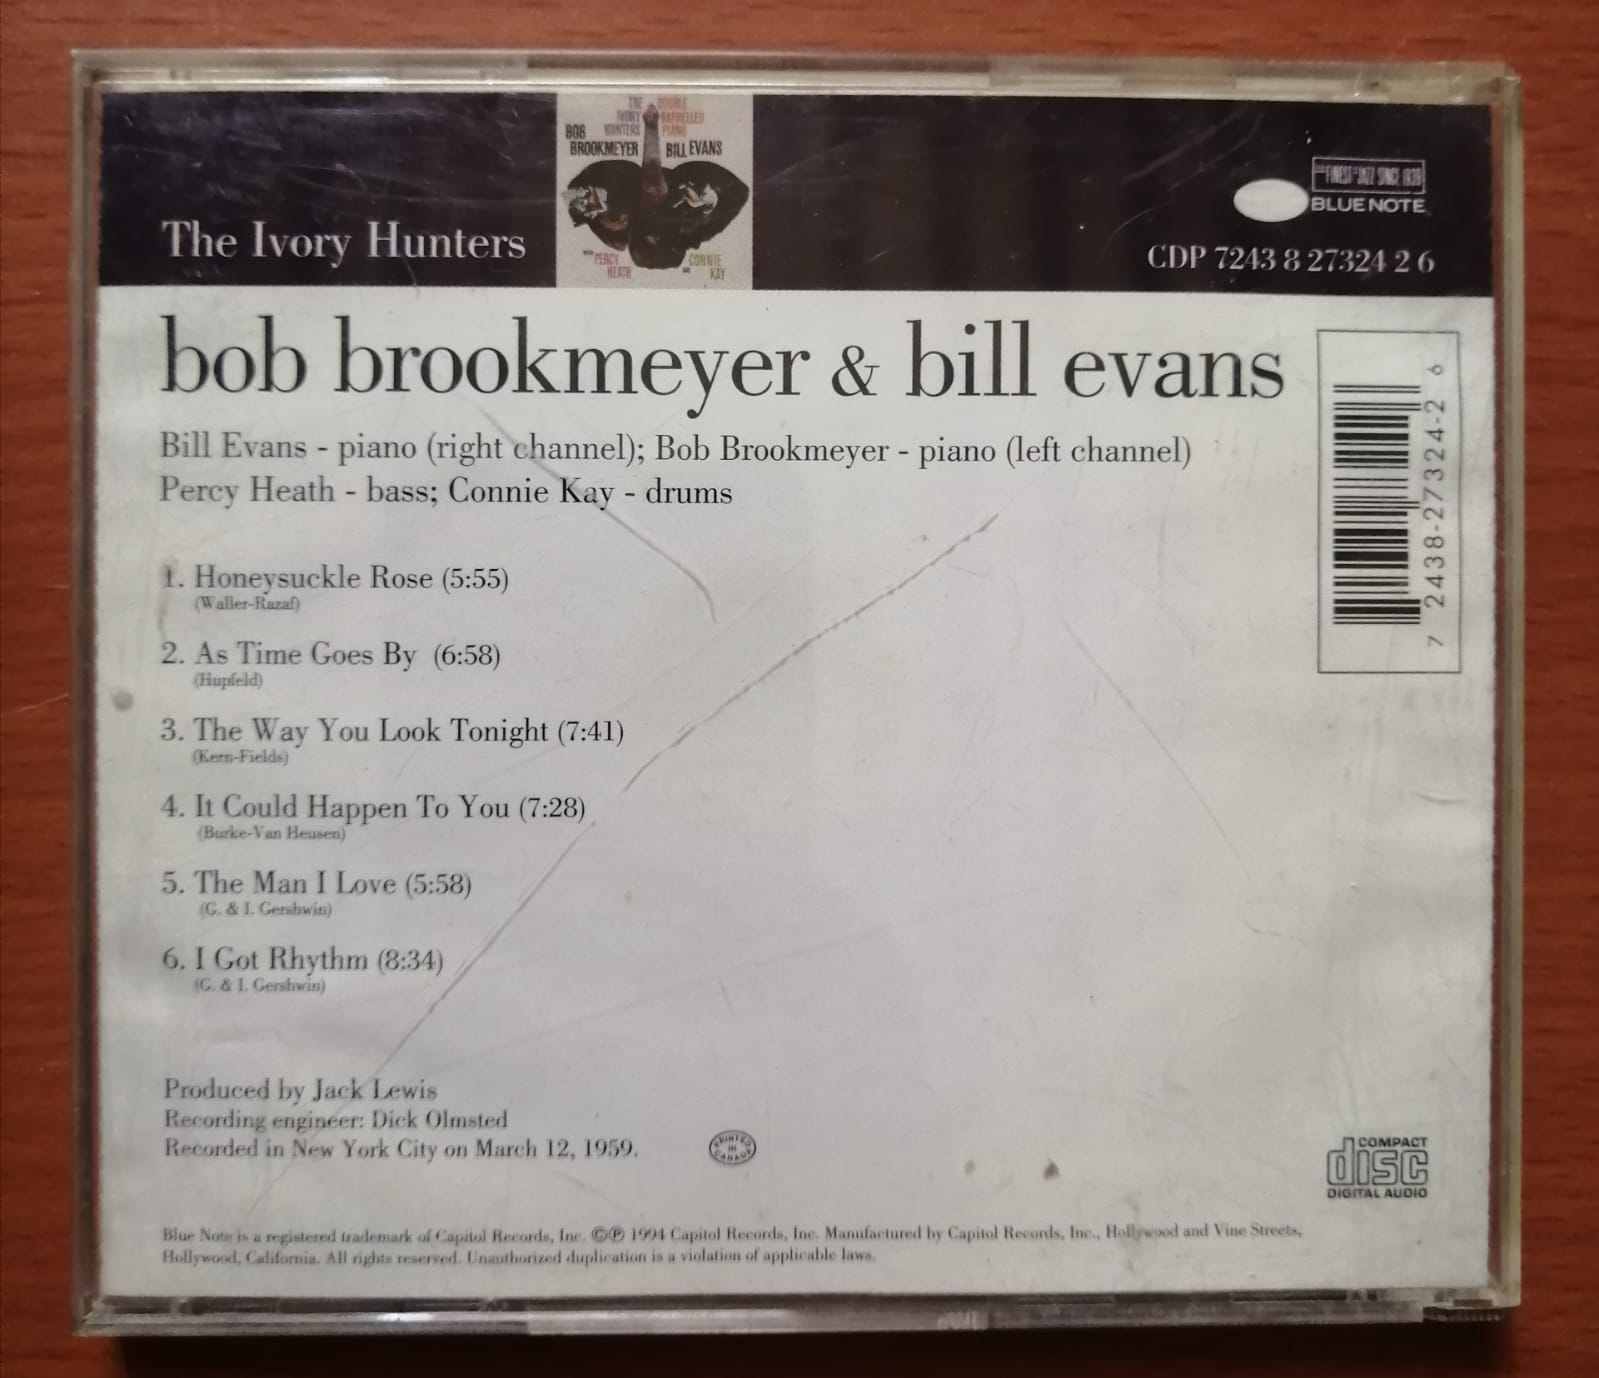 THE IVORY HUNTERS
DOUBLE BARRELLED PIANO
BOB BROOKMEYER
BILL EVANS
PERCY HEATH
CONNIE KAY
The Ivory Hunters
FINEST JAZZ SINCE 1939
BLUE NOTE
CDP 7243 8 27324 2 6
bob brookmeyer & bill evans
Bill Evans - piano (right channel); Bob Brookmeyer - piano (left channel)
Percy Heath - bass; Connie Kay - drums
7 2438-27324-2 6
1. Honeysuckle Rose (5:55)
(Waller-Razaf)
2. As Time Goes By (6:58)
(Hupfeld)
3. The Way You Look Tonight (7:41)
(Kern-Fields)
4. It Could Happen To You (7:28)
(Burke-Van Heusen)
5. The Man I Love (5:58)
(G. & I. Gershwin)
6. I Got Rhythm (8:34)
(G. & I. Gershwin)
Produced by Jack Lewis
Recording engineer: Dick Olmsted
Recorded in New York City on March 12, 1959.
PRINTED IN CANADA
COMPACT
disc
DIGITAL AUDIO
Blue Note is a registered trademark of Capitol Records, Inc. ©℗ 1994 Capitol Records, Inc. Manufactured by Capitol Records, Inc., Hollywood and Vine Streets,
Hollywood, California. All rights reserved. Unauthorized duplication is a violation of applicable laws.